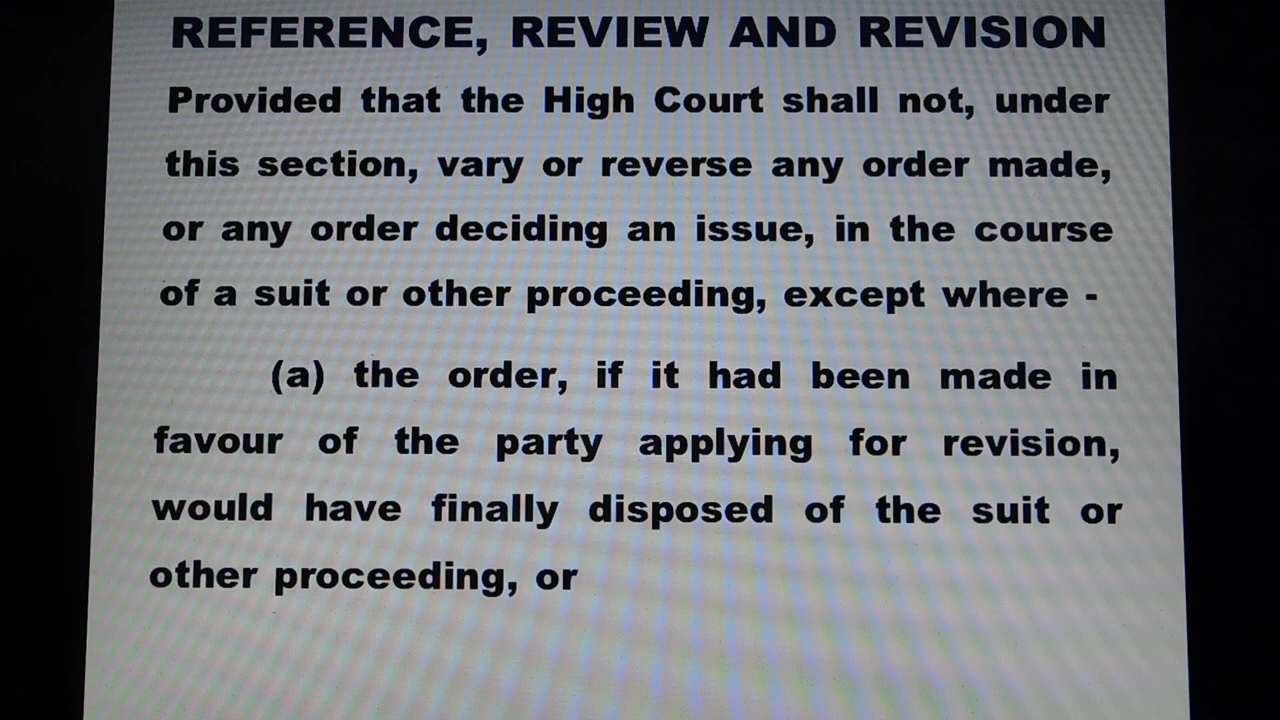 REFERENCE, REVIEW AND REVISION
Provided that the High Court shall not, under
this section, vary or reverse any order made,
or any order deciding an issue, in the course
of a suit or other proceeding, except where -
(a) the order, if it had been made in
favour of the party applying for revision,
would have finally disposed of the suit or
other proceeding, or